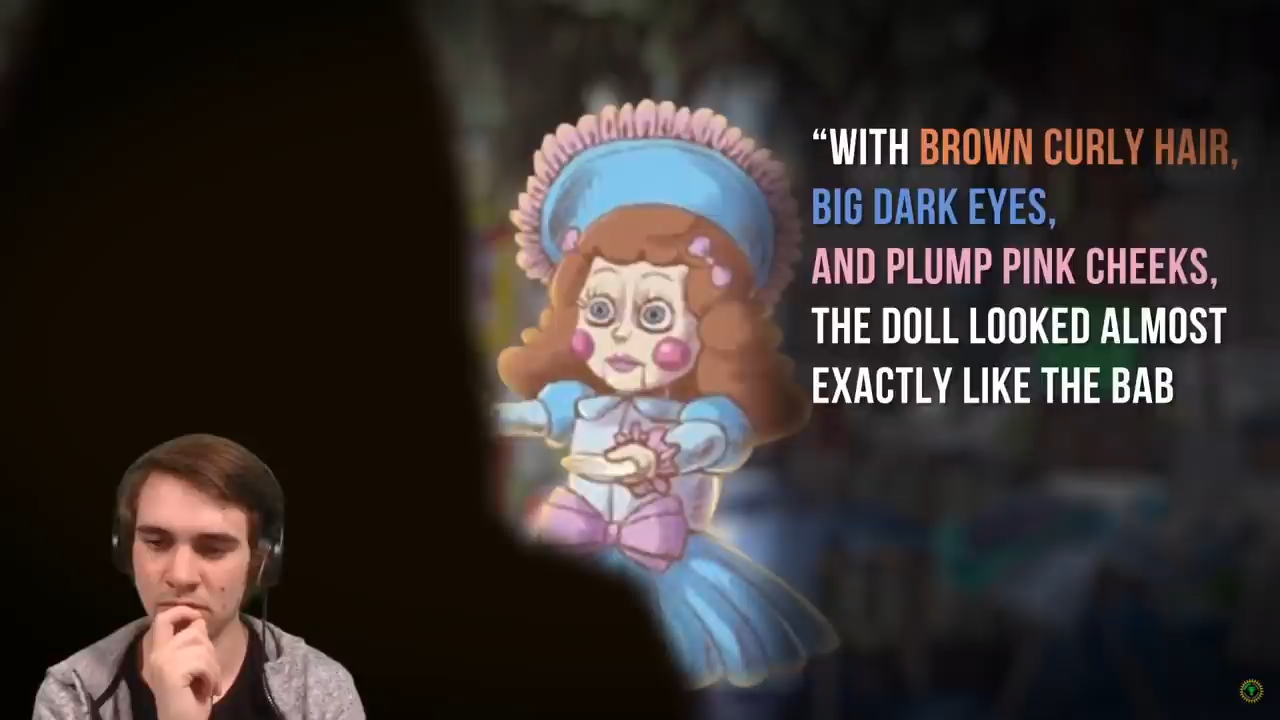 “WITH BROWN CURLY HAIR,
BIG DARK EYES,
AND PLUMP PINK CHEEKS,
THE DOLL LOOKED ALMOST
EXACTLY LIKE THE BAB